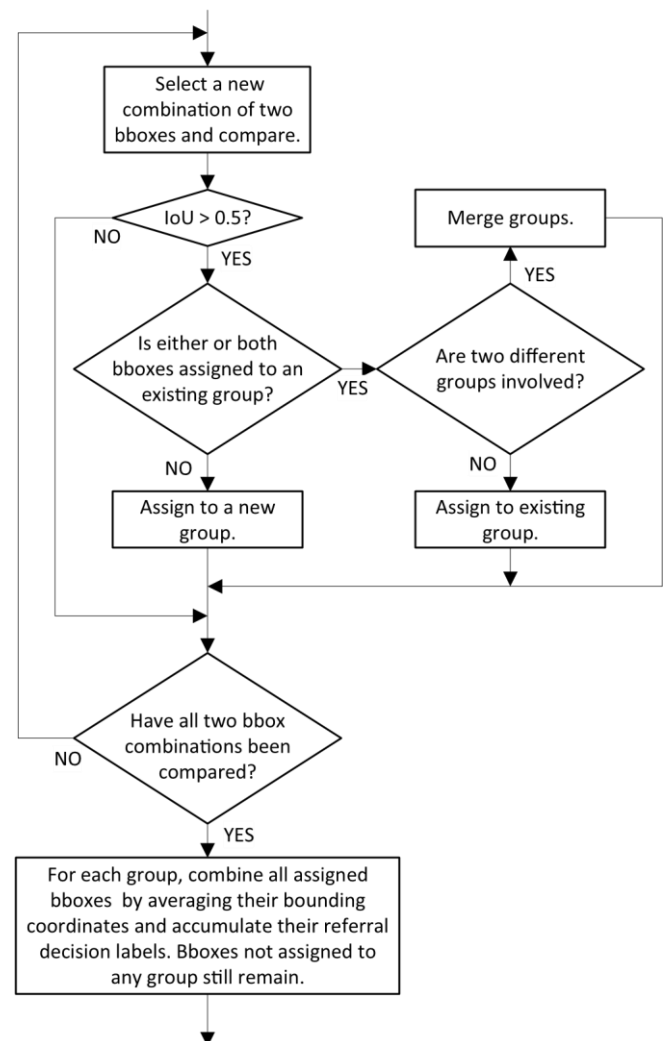 Select a new
combination of two
bboxes and compare.
IoU > 0.5?
NO
YES
Merge groups.
YES
Is either or both
bboxes assigned to an
existing group?
YES
Are two different
groups involved?
NO
NO
Assign to a new
group.
Assign to existing
group.
Have all two bbox
combinations been
compared?
NO
YES
For each group, combine all assigned
bboxes by averaging their bounding
coordinates and accumulate their referral
decision labels. Bboxes not assigned to
any group still remain.